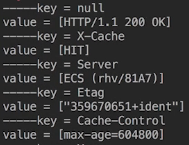 -----key = null
value = [HTTP/1.1 200 OK]
-----key = X-Cache
value = [HIT]
-----key = Server
value = [ECS (rhv/81A7)]
-----key = Etag
value = ["359670651+ident"]
-----key = Cache-Control
value = [max-age=604800]